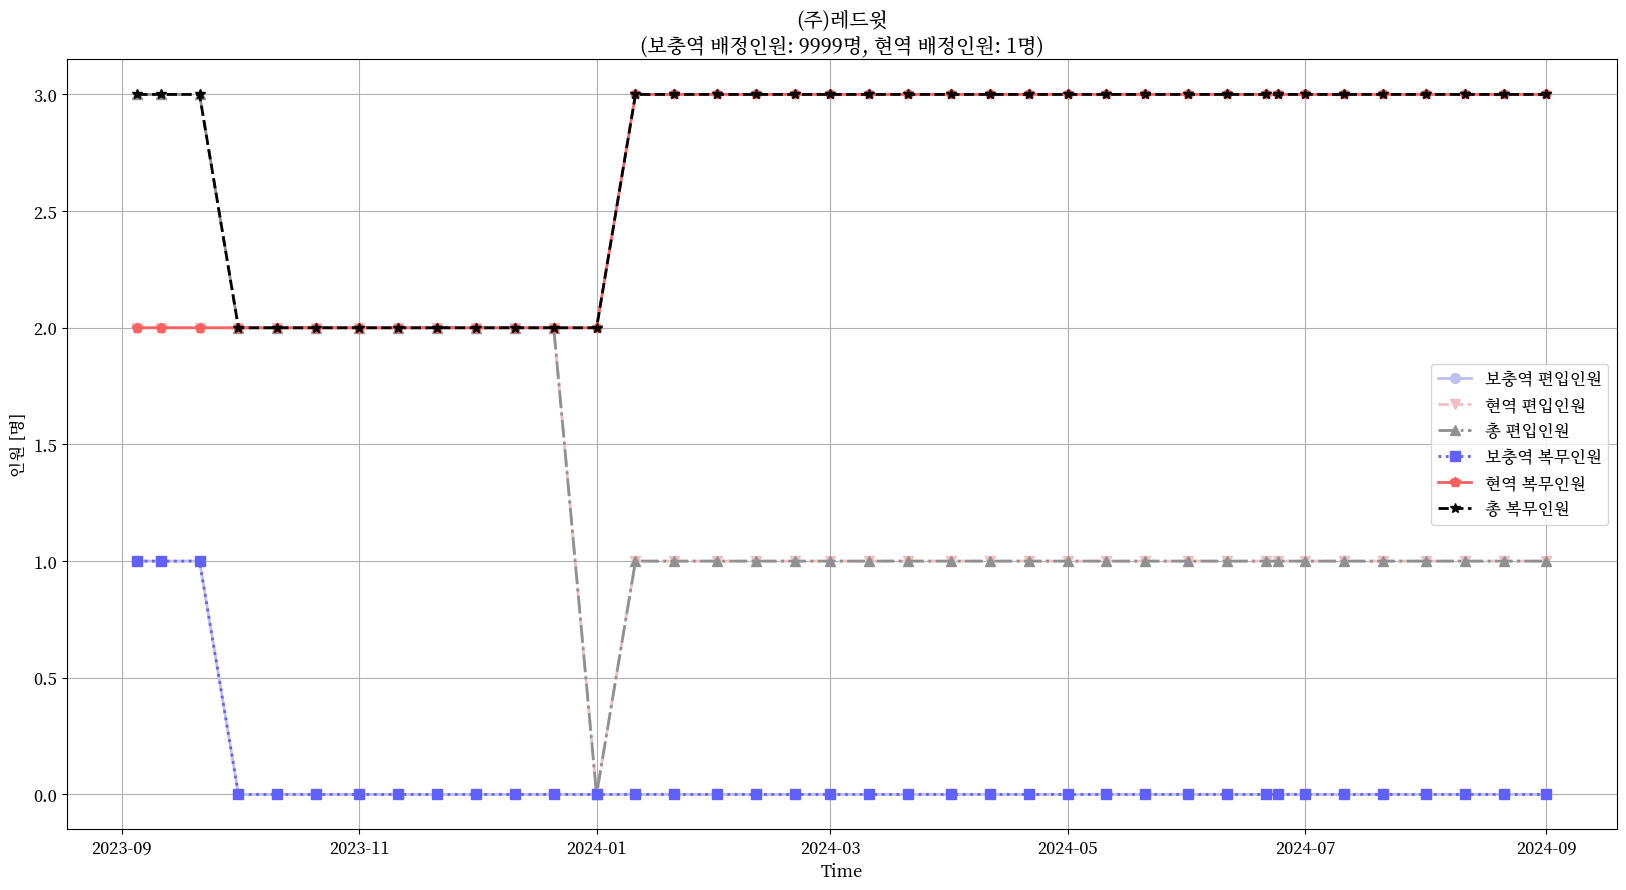 (주)레드윗
(보충역 배정인원: 9999명, 현역 배정인원: 1명)
인원 [명]
3.0
2.5
2.0
1.5
1.0
0.5
0.0
보충역 편입인원
현역 편입인원
총 편입인원
보충역 복무인원
현역 복무인원
총 복무인원
2023-09
2023-11
2024-01
2024-03
2024-05
2024-07
2024-09
Time